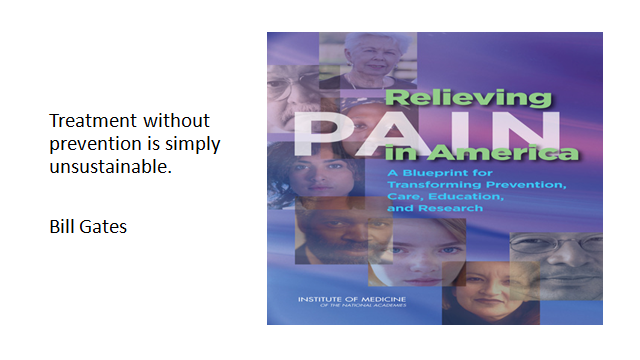 Treatment without
prevention is simply
unsustainable.
Bill Gates
Relieving
PAIN
in America
A Blueprint for
Transforming Prevention,
Care, Education,
and Research
INSTITUTE OF MEDICINE
OF THE NATIONAL ACADEMIES